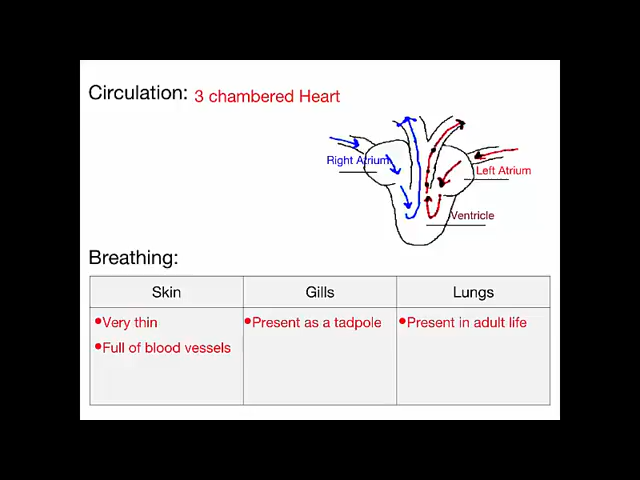 Circulation: 3 chambered Heart
Right Atrium
Left Atrium
Ventricle
Breathing:
Skin Gills Lungs
•Very thin •Present as a tadpole •Present in adult life
•Full of blood vessels